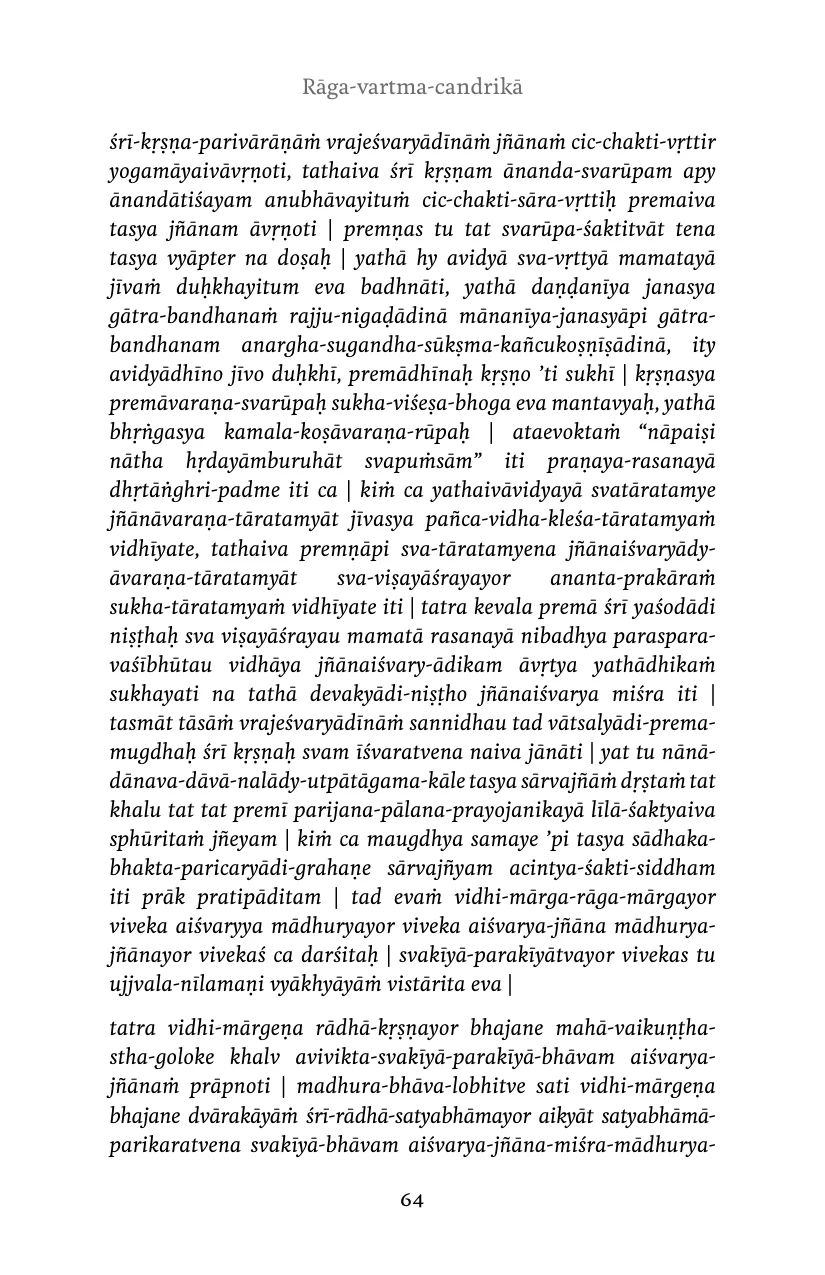 Rāga-vartma-candrikā
śrī-kṛṣṇa-parivārāṇāṁ vrajeśvaryādīnāṁ jñānaṁ cic-chakti-vṛttir
yogamāyaivāvṛṇoti, tathaiva śrī kṛṣṇam ānanda-svarūpam apy
ānandātiśayam anubhāvayituṁ cic-chakti-sāra-vṛttiḥ premaiva
tasya jñānam āvṛṇoti | premṇas tu tat svarūpa-śaktitvāt tena
tasya vyāpter na doṣaḥ | yathā hy avidyā sva-vṛttyā mamatayā
jīvaṁ duḥkhayitum eva badhnāti, yathā daṇḍanīya janasya
gātra-bandhanaṁ rajju-nigaḍādinā mānanīya-janasyāpi gātra-
bandhanam anargha-sugandha-sūkṣma-kañcukoṣṇīṣādinā, ity
avidyādhīno jīvo duḥkhī, premādhīnaḥ kṛṣṇo ’ti sukhī | kṛṣṇasya
premāvaraṇa-svarūpaḥ sukha-viśeṣa-bhoga eva mantavyaḥ, yathā
bhṛṅgasya kamala-koṣāvaraṇa-rūpaḥ | ataevoktaṁ “nāpaiṣi
nātha hṛdayāmburuhāt svapuṁsām” iti praṇaya-rasanayā
dhṛtāṅghri-padme iti ca | kiṁ ca yathaivāvidyayā svatāratamye
jñānāvaraṇa-tāratamyāt jīvasya pañca-vidha-kleśa-tāratamyaṁ
vidhīyate, tathaiva premṇāpi sva-tāratamyena jñānaiśvaryādy-
āvaraṇa-tāratamyāt sva-viṣayāśrayayor ananta-prakāraṁ
sukha-tāratamyaṁ vidhīyate iti | tatra kevala premā śrī yaśodādi
niṣṭhaḥ sva viṣayāśrayau mamatā rasanayā nibadhya paraspara-
vaśībhūtau vidhāya jñānaiśvary-ādikam āvṛtya yathādhikaṁ
sukhayati na tathā devakyādi-niṣṭho jñānaiśvarya miśra iti |
tasmāt tāsāṁ vrajeśvaryādīnāṁ sannidhau tad vātsalyādi-prema-
mugdhaḥ śrī kṛṣṇaḥ svam īśvaratvena naiva jānāti | yat tu nānā-
dānava-dāvā-nalādy-utpātāgama-kāle tasya sārvajñāṁ dṛṣtaṁ tat
khalu tat tat premī parijana-pālana-prayojanikayā līlā-śaktyaiva
sphūritaṁ jñeyam | kiṁ ca maugdhya samaye ’pi tasya sādhaka-
bhakta-paricaryādi-grahaṇe sārvajñyam acintya-śakti-siddham
iti prāk pratipāditam | tad evaṁ vidhi-mārga-rāga-mārgayor
viveka aiśvaryya mādhuryayor viveka aiśvarya-jñāna mādhurya-
jñānayor vivekaś ca darśitaḥ | svakīyā-parakīyātvayor vivekas tu
ujjvala-nīlamaṇi vyākhyāyāṁ vistārita eva |
tatra vidhi-mārgeṇa rādhā-kṛṣṇayor bhajane mahā-vaikuṇṭha-
stha-goloke khalv avivikta-svakīyā-parakīyā-bhāvam aiśvarya-
jñānaṁ prāpnoti | madhura-bhāva-lobhitve sati vidhi-mārgeṇa
bhajane dvārakāyāṁ śrī-rādhā-satyabhāmayor aikyāt satyabhāmā-
parikaratvena svakīyā-bhāvam aiśvarya-jñāna-miśra-mādhurya-
64